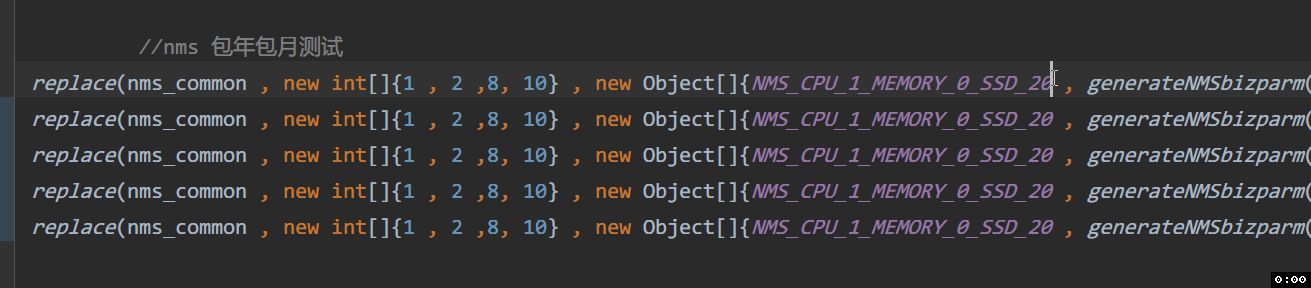 //nms 包年包月测试
replace(nms_common , new int[]{1 , 2 ,8, 10} , new Object[]{NMS_CPU_1_MEMORY_0_SSD_20 , generateNMSbizparm(
replace(nms_common , new int[]{1 , 2 ,8, 10} , new Object[]{NMS_CPU_1_MEMORY_0_SSD_20 , generateNMSbizparm(
replace(nms_common , new int[]{1 , 2 ,8, 10} , new Object[]{NMS_CPU_1_MEMORY_0_SSD_20 , generateNMSbizparm(
replace(nms_common , new int[]{1 , 2 ,8, 10} , new Object[]{NMS_CPU_1_MEMORY_0_SSD_20 , generateNMSbizparm(
replace(nms_common , new int[]{1 , 2 ,8, 10} , new Object[]{NMS_CPU_1_MEMORY_0_SSD_20 , generateNMSbizparm(
0:00